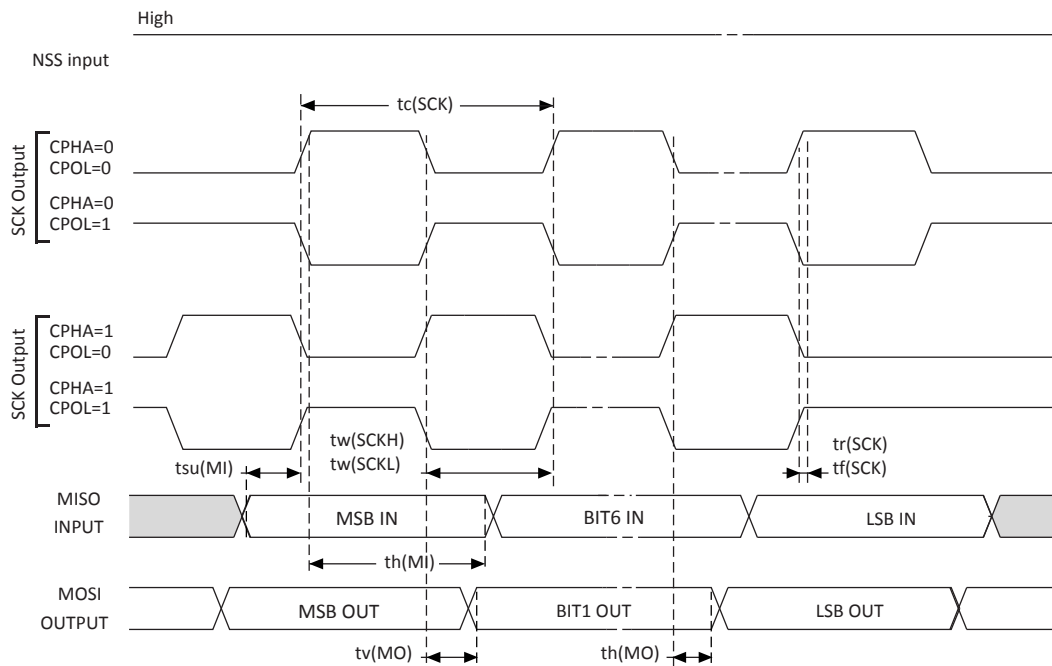 High
NSS input
tc(SCK)
SCK Output
CPHA=0
CPOL=0
CPHA=0
CPOL=1
SCK Output
CPHA=1
CPOL=0
CPHA=1
CPOL=1
tw(SCKH)
tw(SCKL)
tr(SCK)
tf(SCK)
tsu(MI)
MISO
INPUT
MSB IN
BIT6 IN
LSB IN
th(MI)
MOSI
OUTPUT
MSB OUT
BIT1 OUT
LSB OUT
tv(MO)
th(MO)